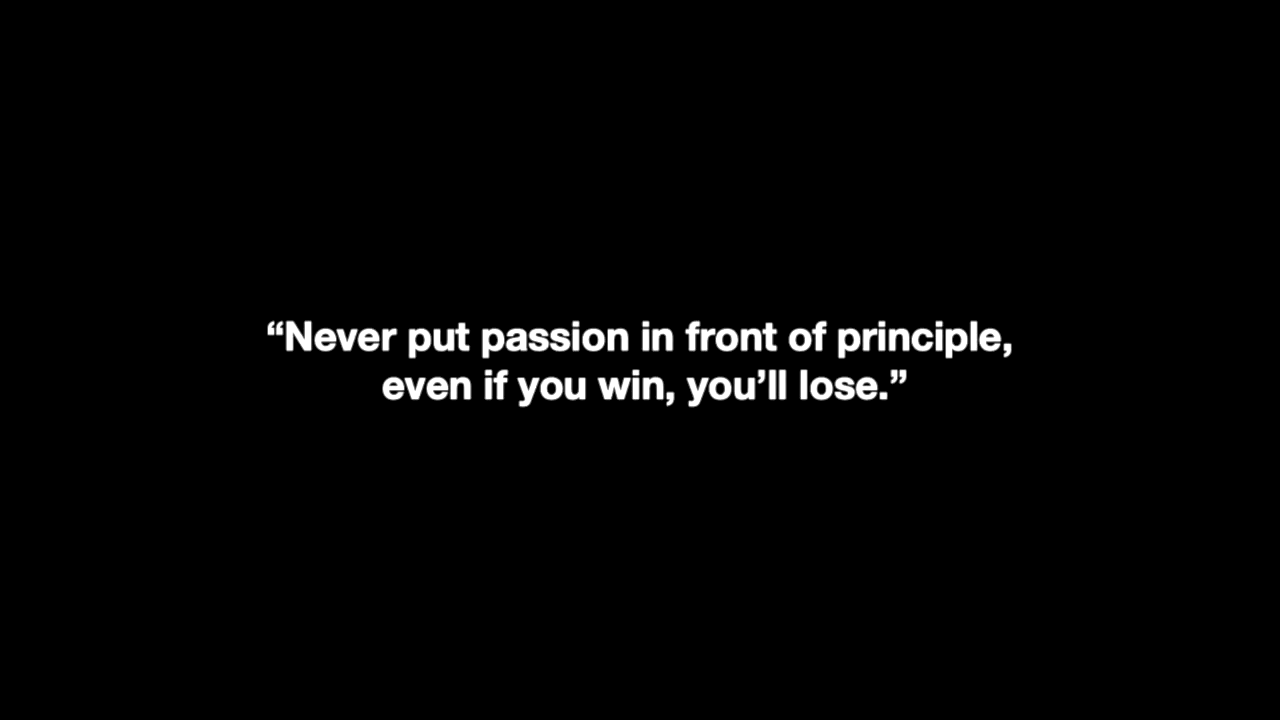 “Never put passion in front of principle,
even if you win, you’ll lose.”